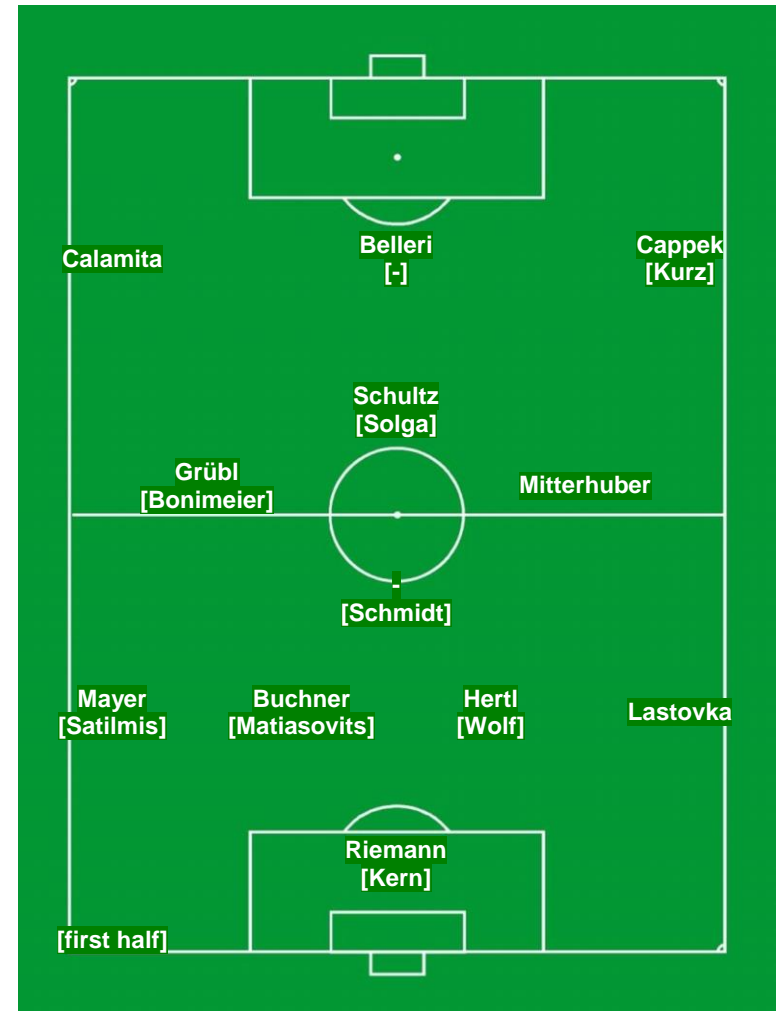 Calamita
Belleri
[-]
Cappek
[Kurz]
Schultz
[Solga]
Grübl
[Bonimeier]
Mitterhuber
-
[Schmidt]
Mayer
[Satilmis]
Buchner
[Matiasovits]
Hertl
[Wolf]
Lastovka
Riemann
[Kern]
[first half]